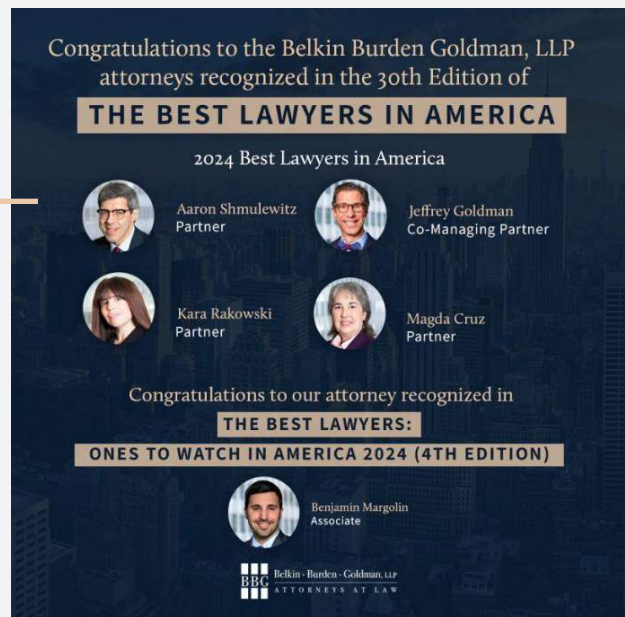 Congratulations to the Belkin Burden Goldman, LLP
attorneys recognized in the 30th Edition of
THE BEST LAWYERS IN AMERICA
2024 Best Lawyers in America
Aaron Shmulewitz
Partner
Jeffrey Goldman
Co-Managing Partner
Kara Rakowski
Partner
Magda Cruz
Partner
Congratulations to our attorney recognized in
THE BEST LAWYERS:
ONES TO WATCH IN AMERICA 2024 (4TH EDITION)
Benjamin Margolin
Associate
BBG
Belkin · Burden · Goldman, LLP
ATTORNEYS AT LAW